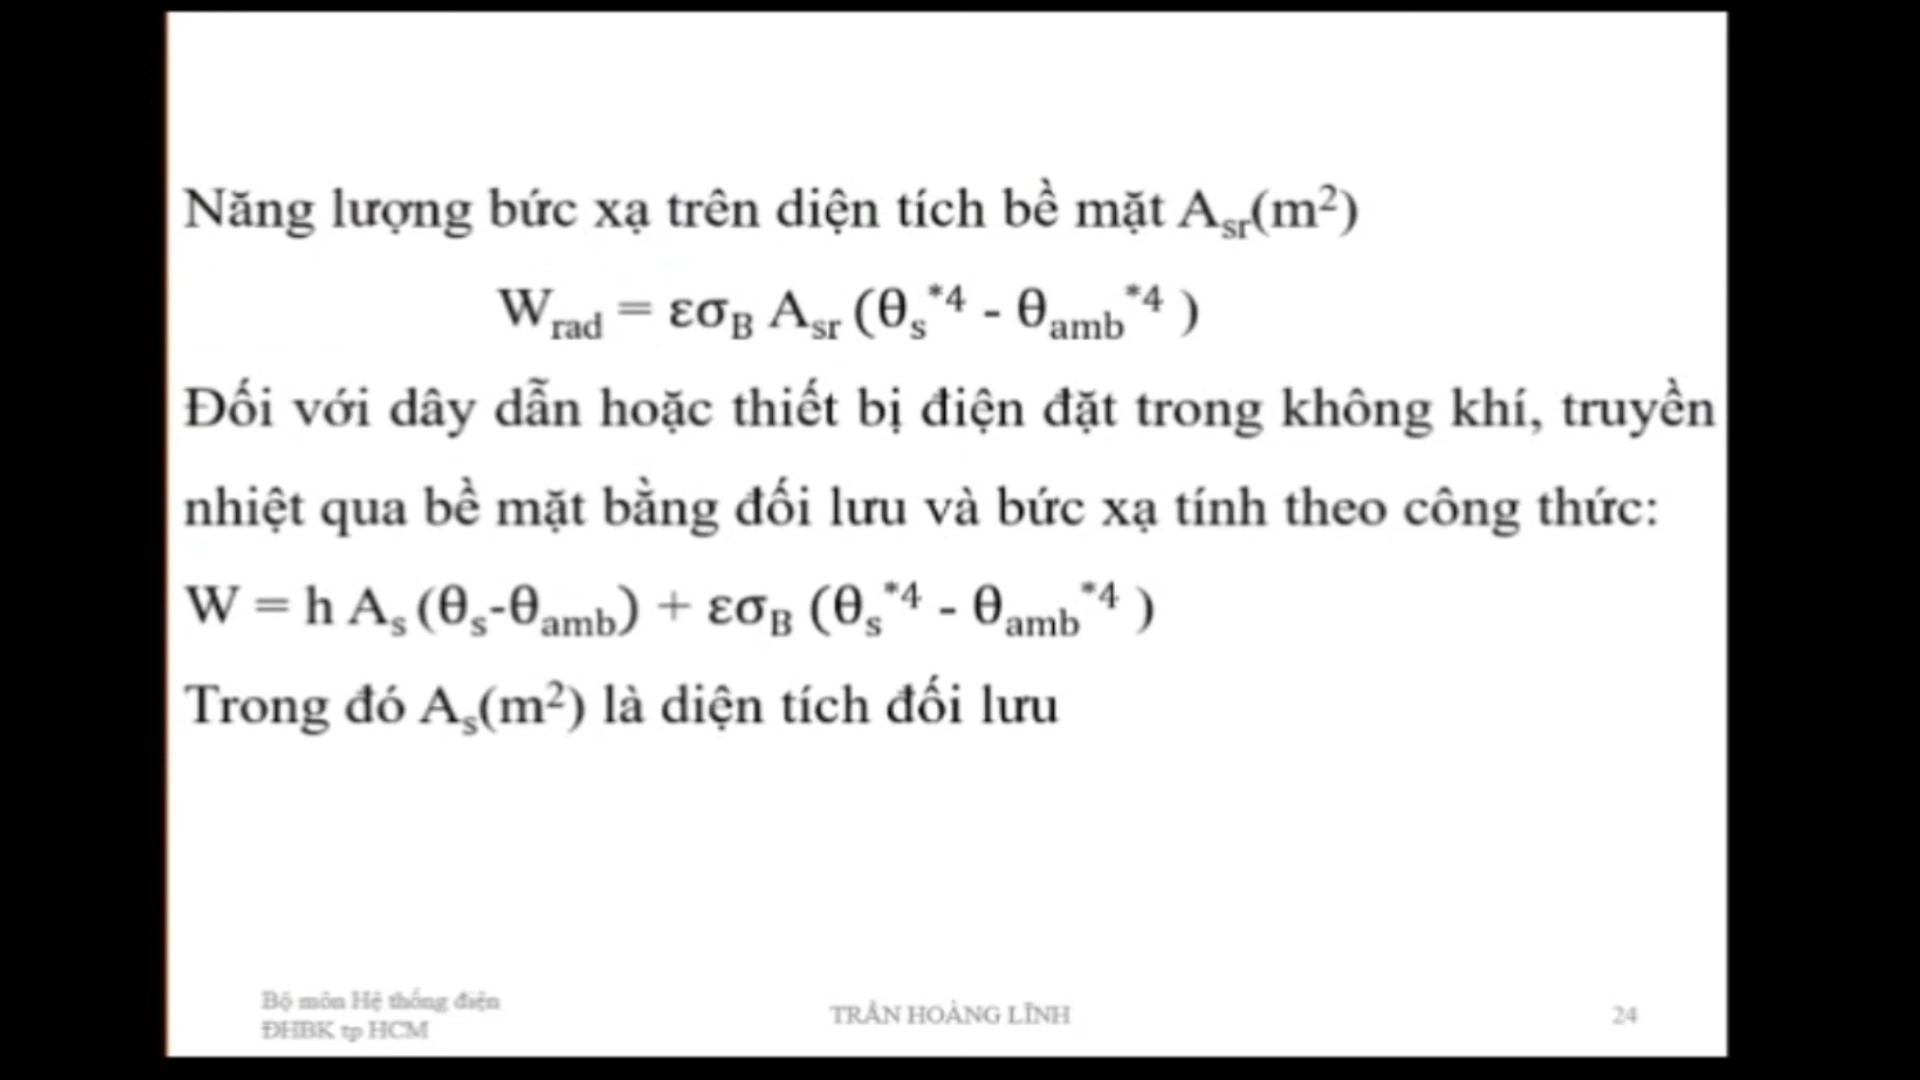 Năng lượng bức xạ trên diện tích bề mặt Asr(m²)
Wrad = εσB Asr (θs*4 - θamb*4 )
Đối với dây dẫn hoặc thiết bị điện đặt trong không khí, truyền
nhiệt qua bề mặt bằng đối lưu và bức xạ tính theo công thức:
W = h As (θs-θamb) + εσB (θs*4 - θamb*4 )
Trong đó As(m²) là diện tích đối lưu
Bộ môn Hệ thống điện
ĐHBK tp HCM
TRẦN HOÀNG LĨNH
24